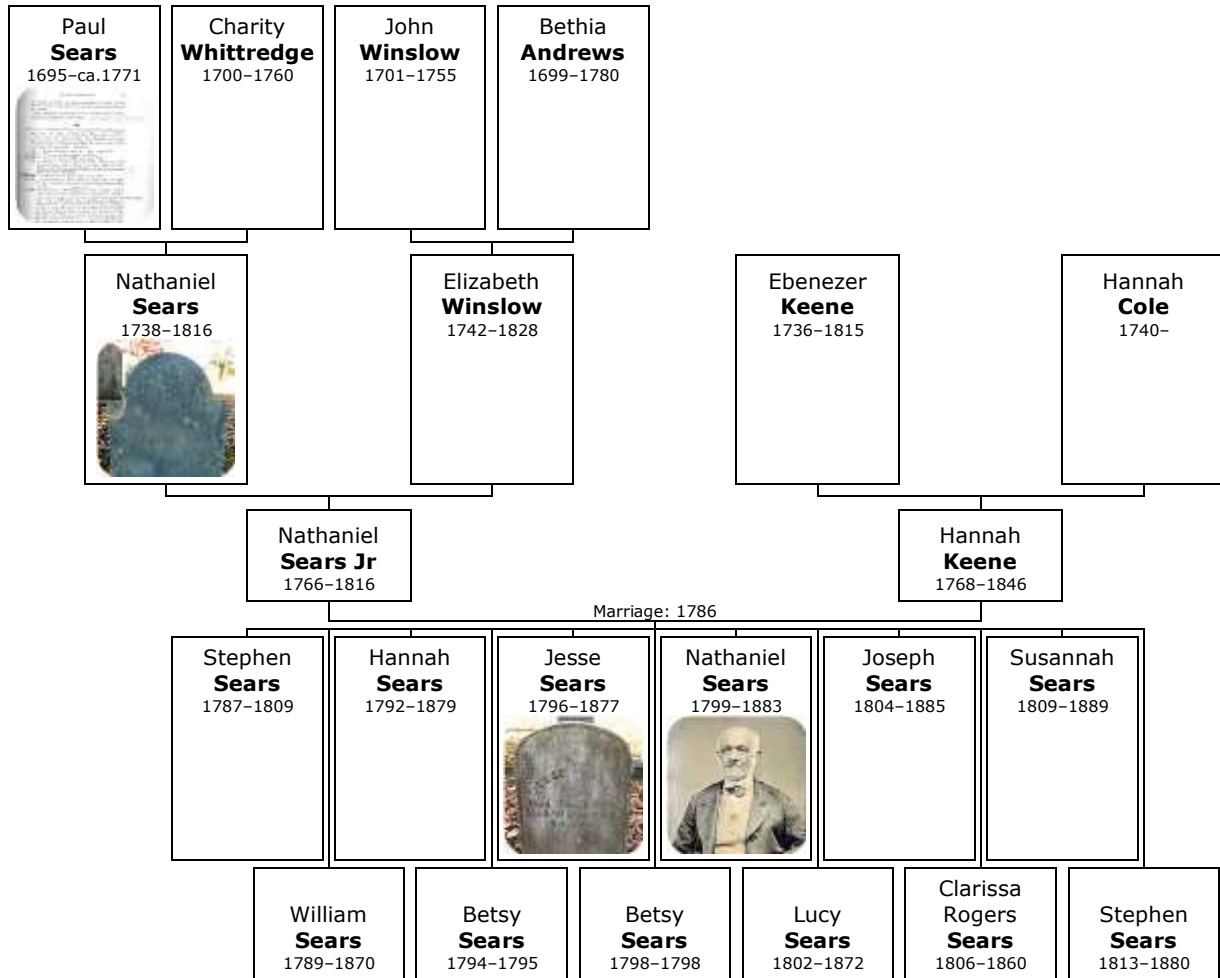 Paul
Sears
1695–ca.1771
Charity
Whittredge
1700–1760
John
Winslow
1701–1755
Bethia
Andrews
1699–1780
Nathaniel
Sears
1738–1816
Elizabeth
Winslow
1742–1828
Ebenezer
Keene
1736–1815
Hannah
Cole
1740–
Nathaniel
Sears Jr
1766–1816
Hannah
Keene
1768–1846
Marriage: 1786
Stephen
Sears
1787–1809
Hannah
Sears
1792–1879
Jesse
Sears
1796–1877
Nathaniel
Sears
1799–1883
Joseph
Sears
1804–1885
Susannah
Sears
1809–1889
William
Sears
1789–1870
Betsy
Sears
1794–1795
Betsy
Sears
1798–1798
Lucy
Sears
1802–1872
Clarissa
Rogers
Sears
1806–1860
Stephen
Sears
1813–1880